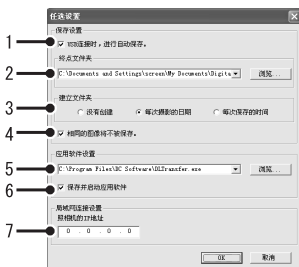 任选设置
保存设置
1 USB连接时，进行自动保存。
终点文件夹
2 C:\Documents and Settings\screen\My Documents\Digita 浏览...
建立文件夹
3 没有创建 每次摄影的日期 每次保存的时间
4 相同的图像将不被保存。
应用软件设置
5 C:\Program Files\RC Software\DLTransfer.exe 浏览...
6 保存并启动应用软件
局域网连接设置
照相机的IP地址
7 0 . 0 . 0 . 0
OK 取消